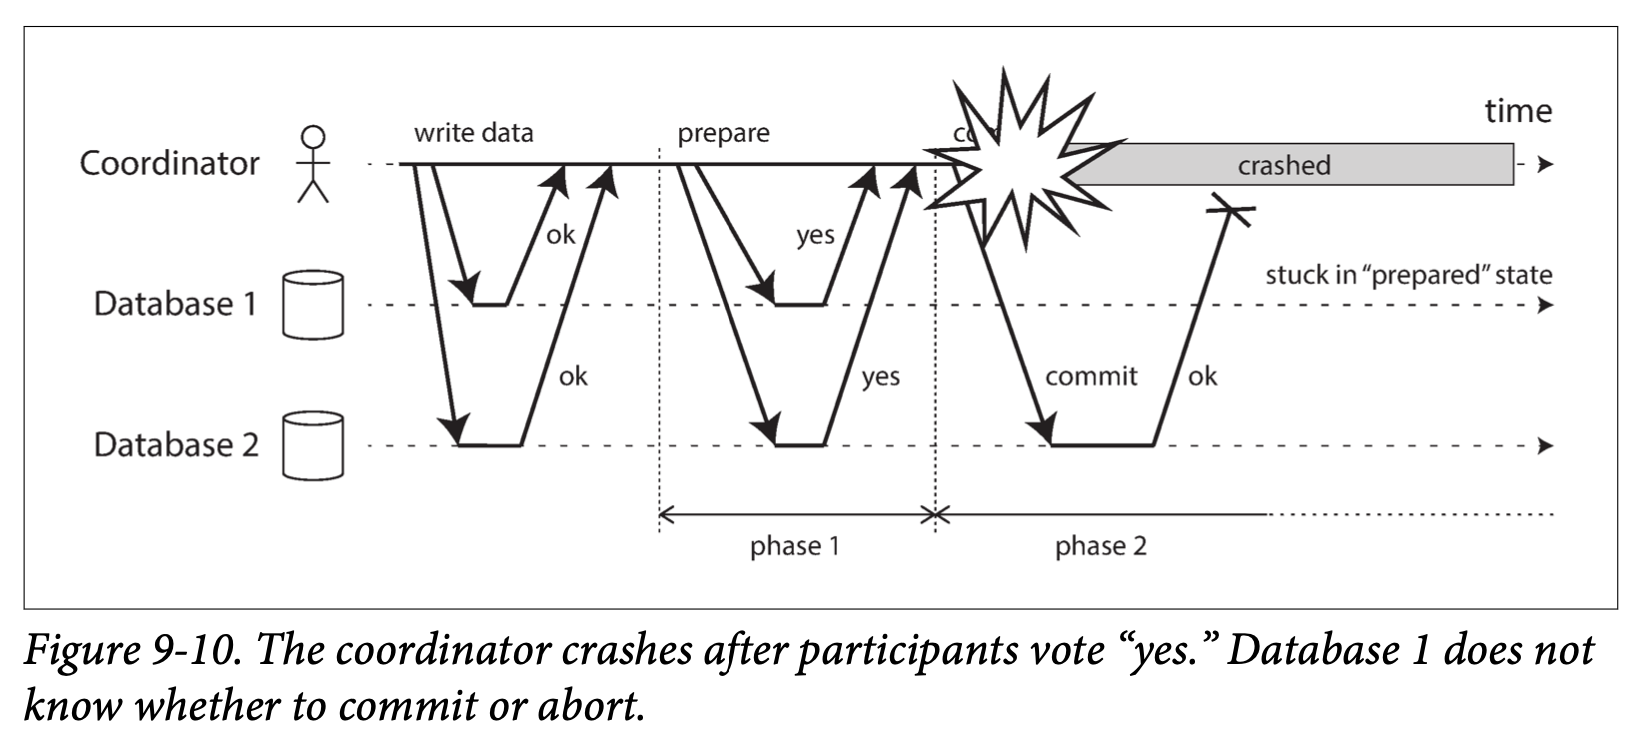 time
write data
prepare
Coordinator
crashed
ok
yes
stuck in “prepared” state
Database 1
ok
yes
commit
ok
Database 2
phase 1
phase 2
Figure 9-10. The coordinator crashes after participants vote “yes.” Database 1 does not
know whether to commit or abort.